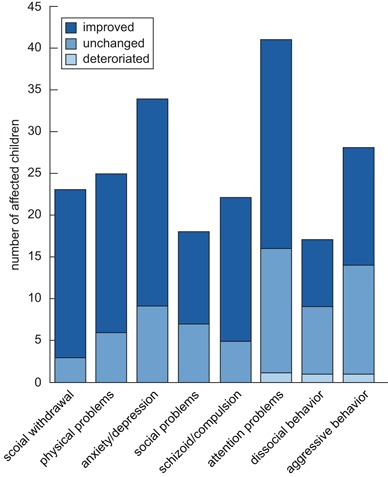 45
40
35
30
25
20
15
10
5
0
number of affected children
improved
unchanged
deteroriated
scoial withdrawal
physical problems
anxiety/depression
social problems
schizoid/compulsion
attention problems
dissocial behavior
aggressive behavior